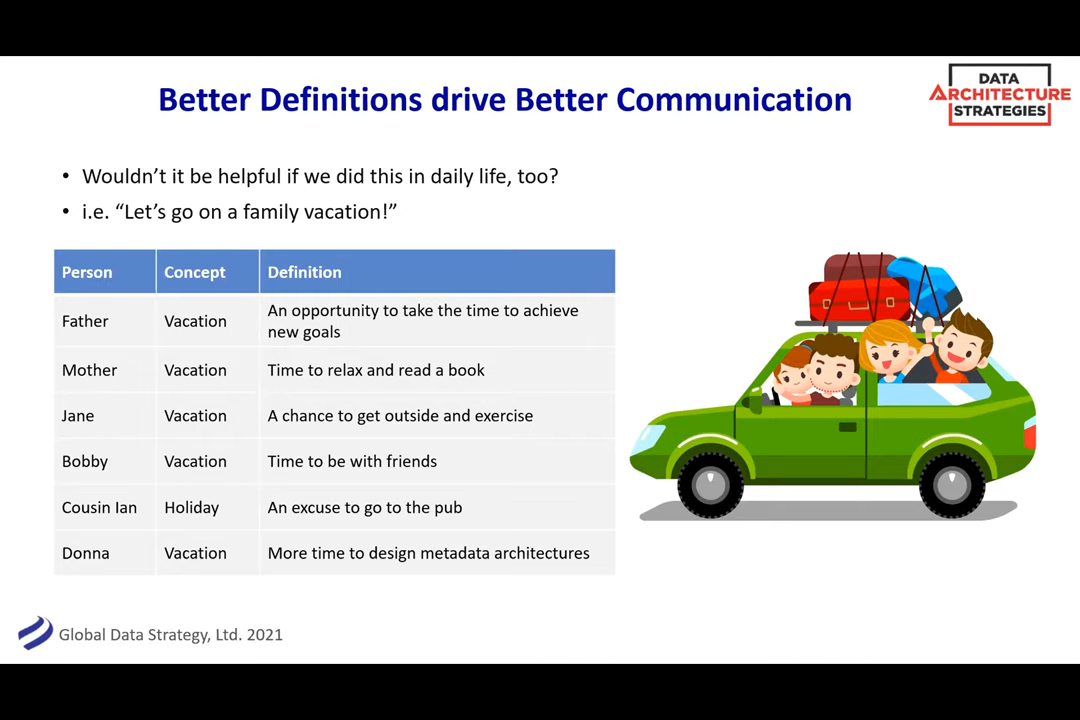 Better Definitions drive Better Communication
DATA
ARCHITECTURE
STRATEGIES
• Wouldn’t it be helpful if we did this in daily life, too?
• i.e. “Let’s go on a family vacation!”
Person Concept Definition
Father Vacation An opportunity to take the time to achieve
new goals
Mother Vacation Time to relax and read a book
Jane Vacation A chance to get outside and exercise
Bobby Vacation Time to be with friends
Cousin Ian Holiday An excuse to go to the pub
Donna Vacation More time to design metadata architectures
Global Data Strategy, Ltd. 2021